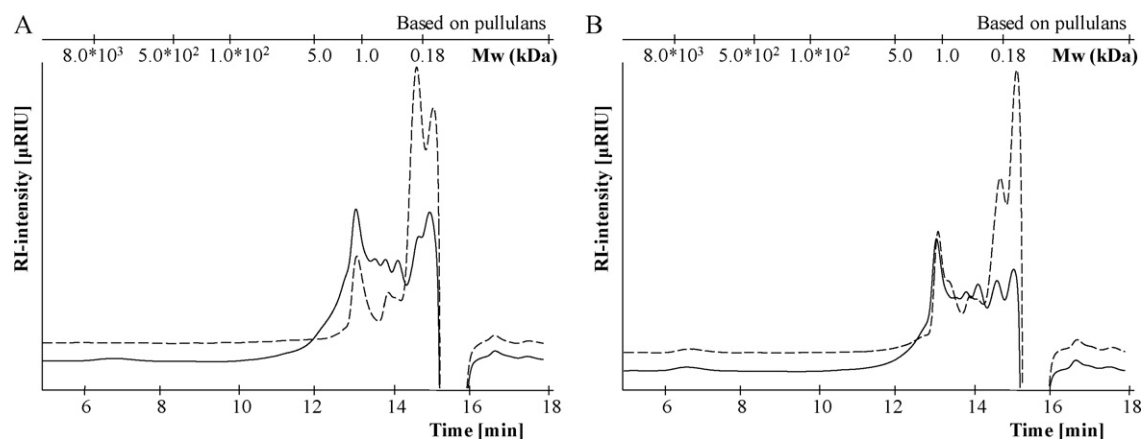 A
Based on pullulans
8.0*10³ 5.0*10² 1.0*10² 5.0 1.0 0.18 Mw (kDa)
RI-intensity [µRIU]
6 8 10 12 14 16 18
Time [min]
B
Based on pullulans
8.0*10³ 5.0*10² 1.0*10² 5.0 1.0 0.18 Mw (kDa)
RI-intensity [µRIU]
6 8 10 12 14 16 18
Time [min]